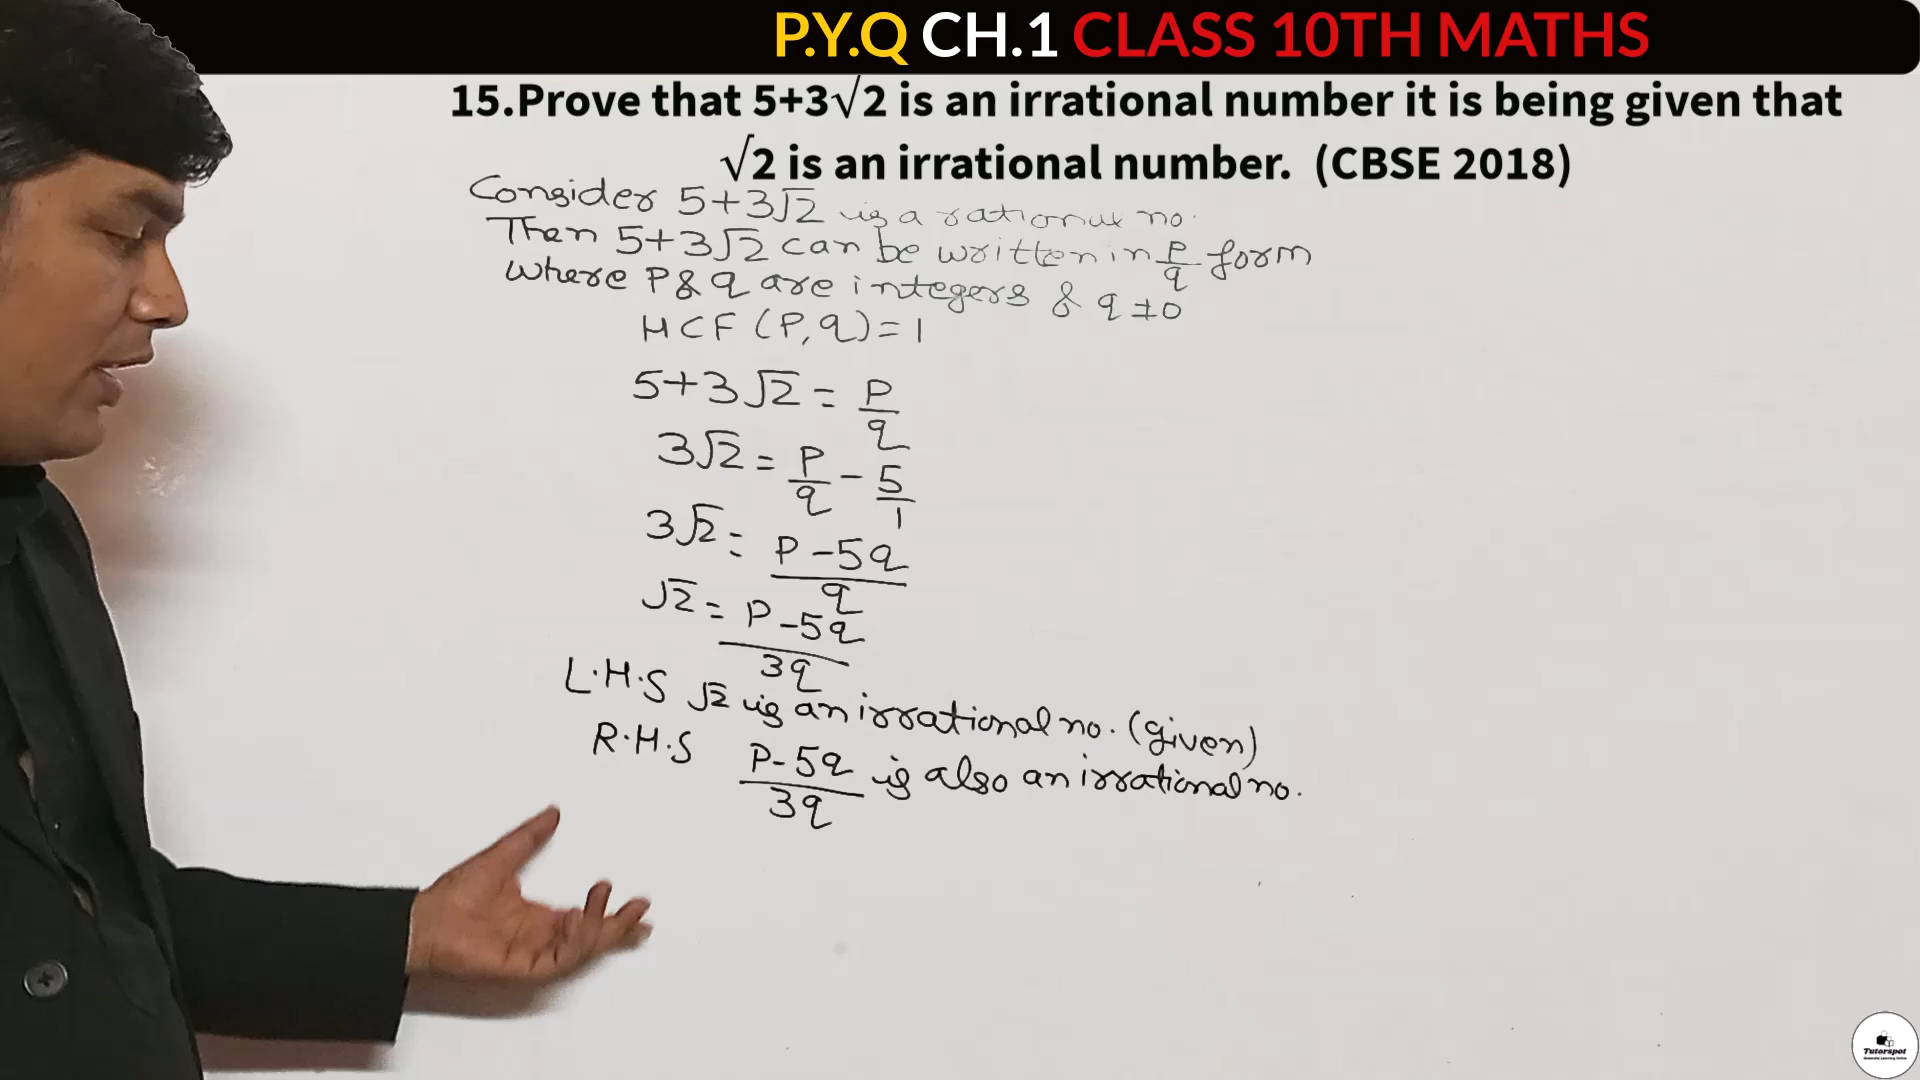 P.Y.Q CH.1 CLASS 10TH MATHS
15.Prove that 5+3√2 is an irrational number it is being given that
√2 is an irrational number. (CBSE 2018)
Consider 5+3√2 is a rational no.
Then 5+3√2 can be written in P/q form
where P & q are integers & q ≠ 0
HCF (P,q) = 1
5+3√2 = P/q
3√2 = P/q - 5/1
3√2 = P-5q/q
√2 = P-5q/3q
L.H.S √2 is an irrational no. (given)
R.H.S P-5q/3q is also an irrational no.
Tutorspot